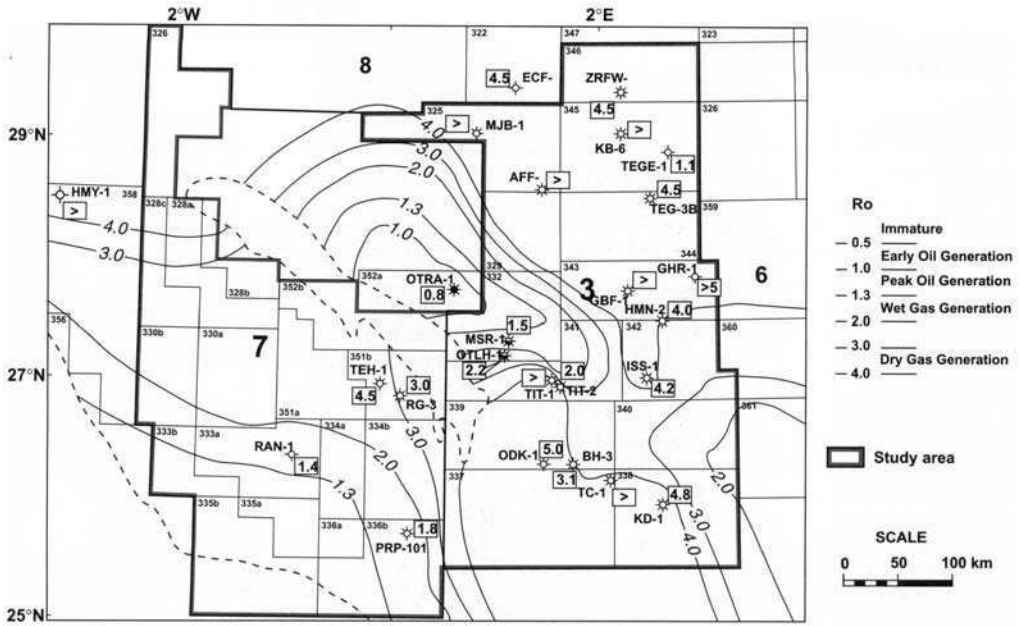 2°W
2°E
326
322
347
323
346
8
4.5
ECF-
ZRFW-
325
345
4.5
326
4.0
>
MJB-1
29°N
>
KB-6
3.0
TEGE-1
1.1
2.0
AFF-
>
4.5
TEG-3B
HMY-1
358
328c
328a
359
>
1.3
4.0
1.0
3.0
344
352a
329
332
343
GHR-1
6
OTRA-1
3
>
>5
352b
328b
0.8
GBF-
HMN-2
4.0
356
330b
330a
7
1.5
341
342
360
MSR-1
OTLH-1
351b
TEH-1
2.2
2.0
ISS-1
27°N
3.0
>
TIT-1
TIT-2
4.2
4.5
RG-3
351a
339
340
361
333b
333a
334a
334b
3.0
RAN-1
2.0
5.0
ODK-1
BH-3
1.4
337
338
2.0
3.1
TC-1
1.3
>
4.8
335b
335a
KD-1
3.0
336a
336b
1.8
4.0
PRP-101
25°N
Ro
Immature
0.5
Early Oil Generation
1.0
Peak Oil Generation
1.3
Wet Gas Generation
2.0
3.0
Dry Gas Generation
4.0
Study area
SCALE
0
50
100 km